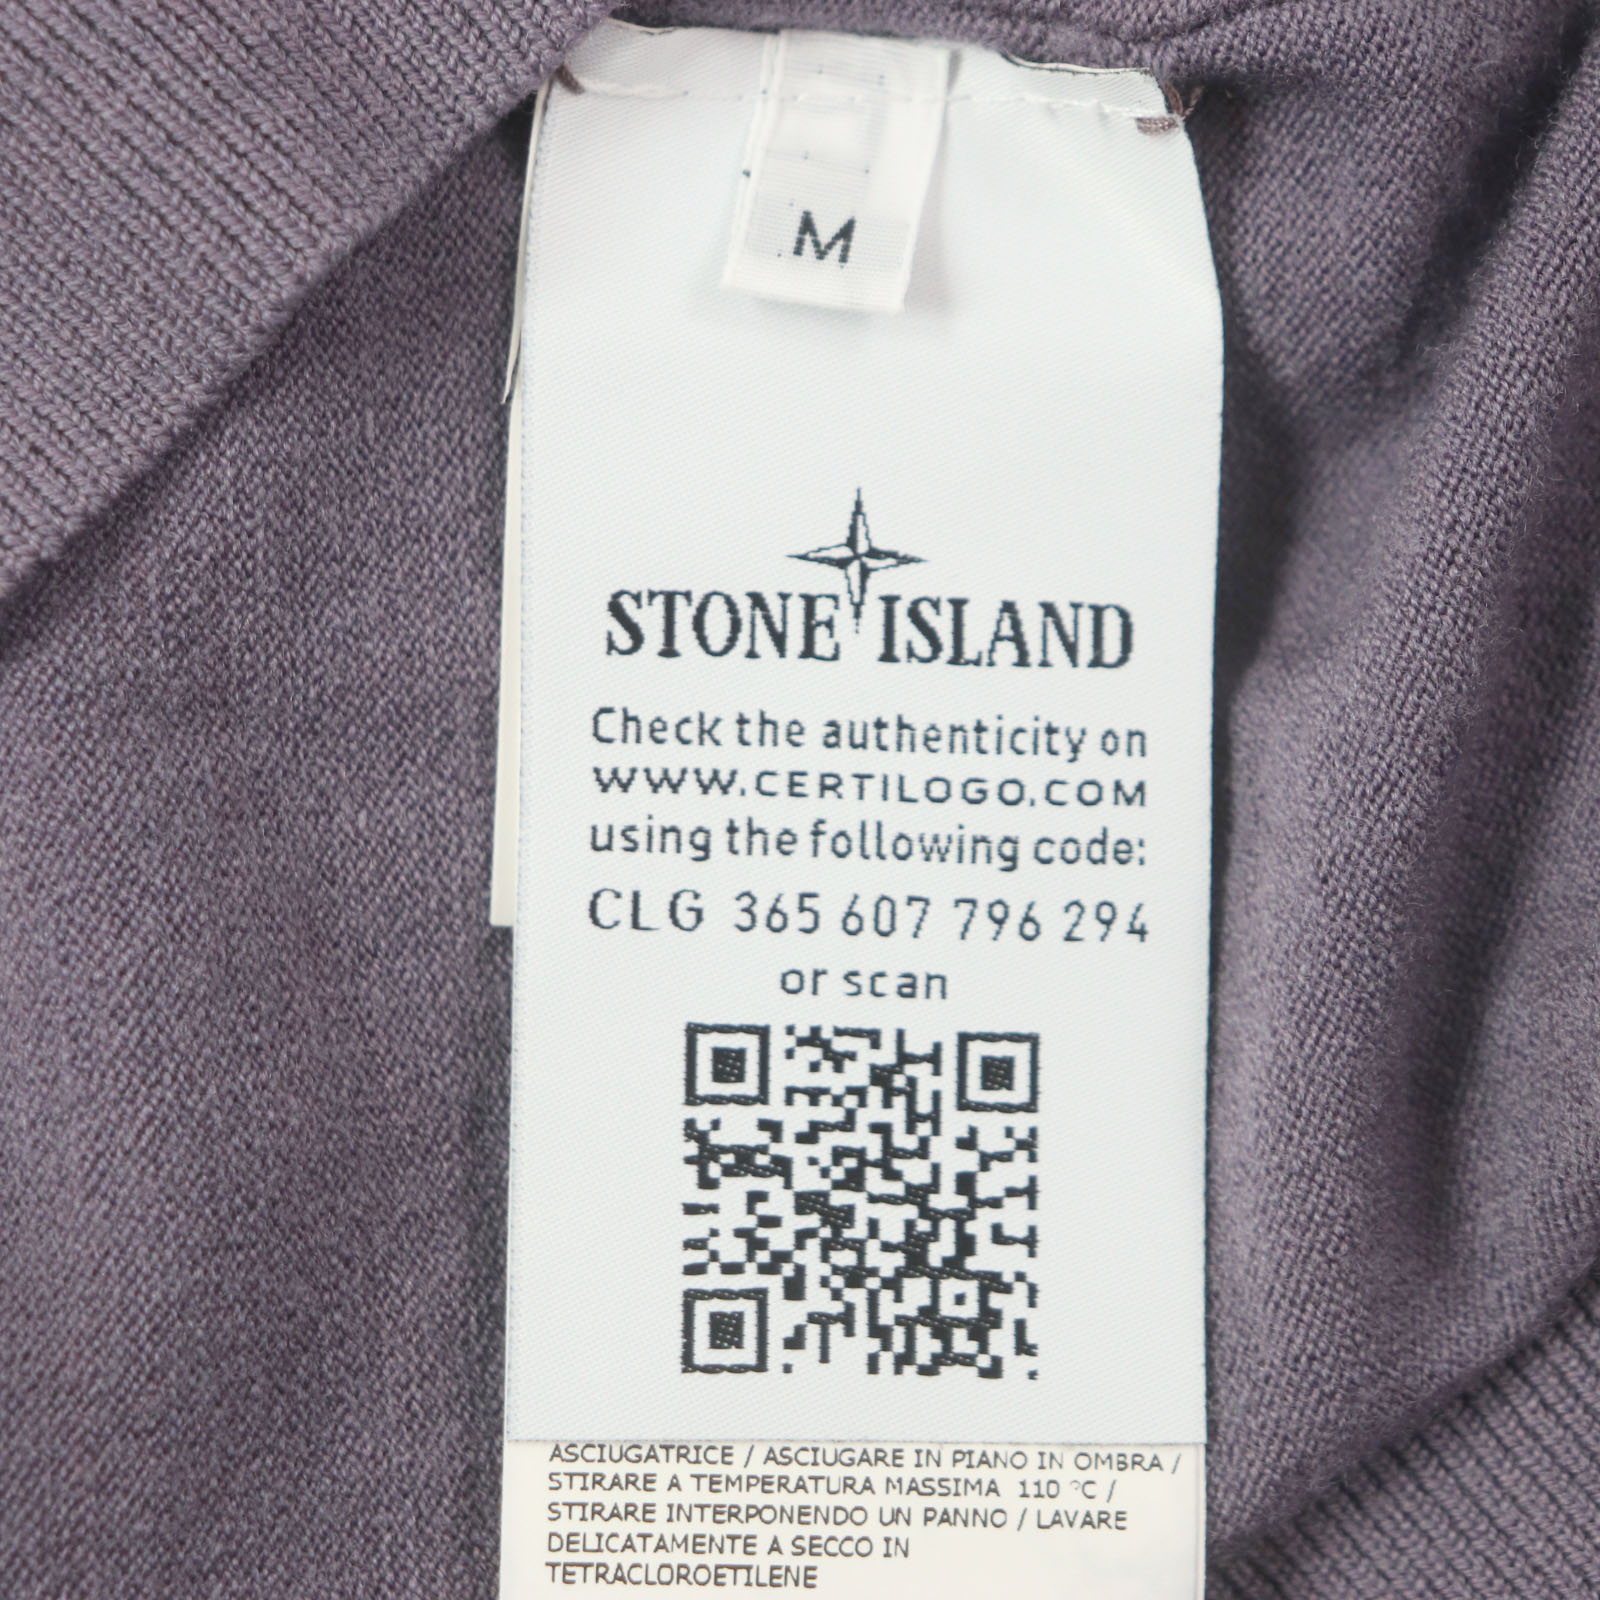 M
STONE ISLAND
Check the authenticity on
WWW.CERTILOGO.COM
using the following code:
CLG 365 607 796 294
or scan
ASCIUGATRICE / ASCIUGARE IN PIANO IN OMBRA /
STIRARE A TEMPERATURA MASSIMA 110 °C /
STIRARE INTERPONENDO UN PANNO / LAVARE
DELICATAMENTE A SECCO IN
TETRACLOROETILENE